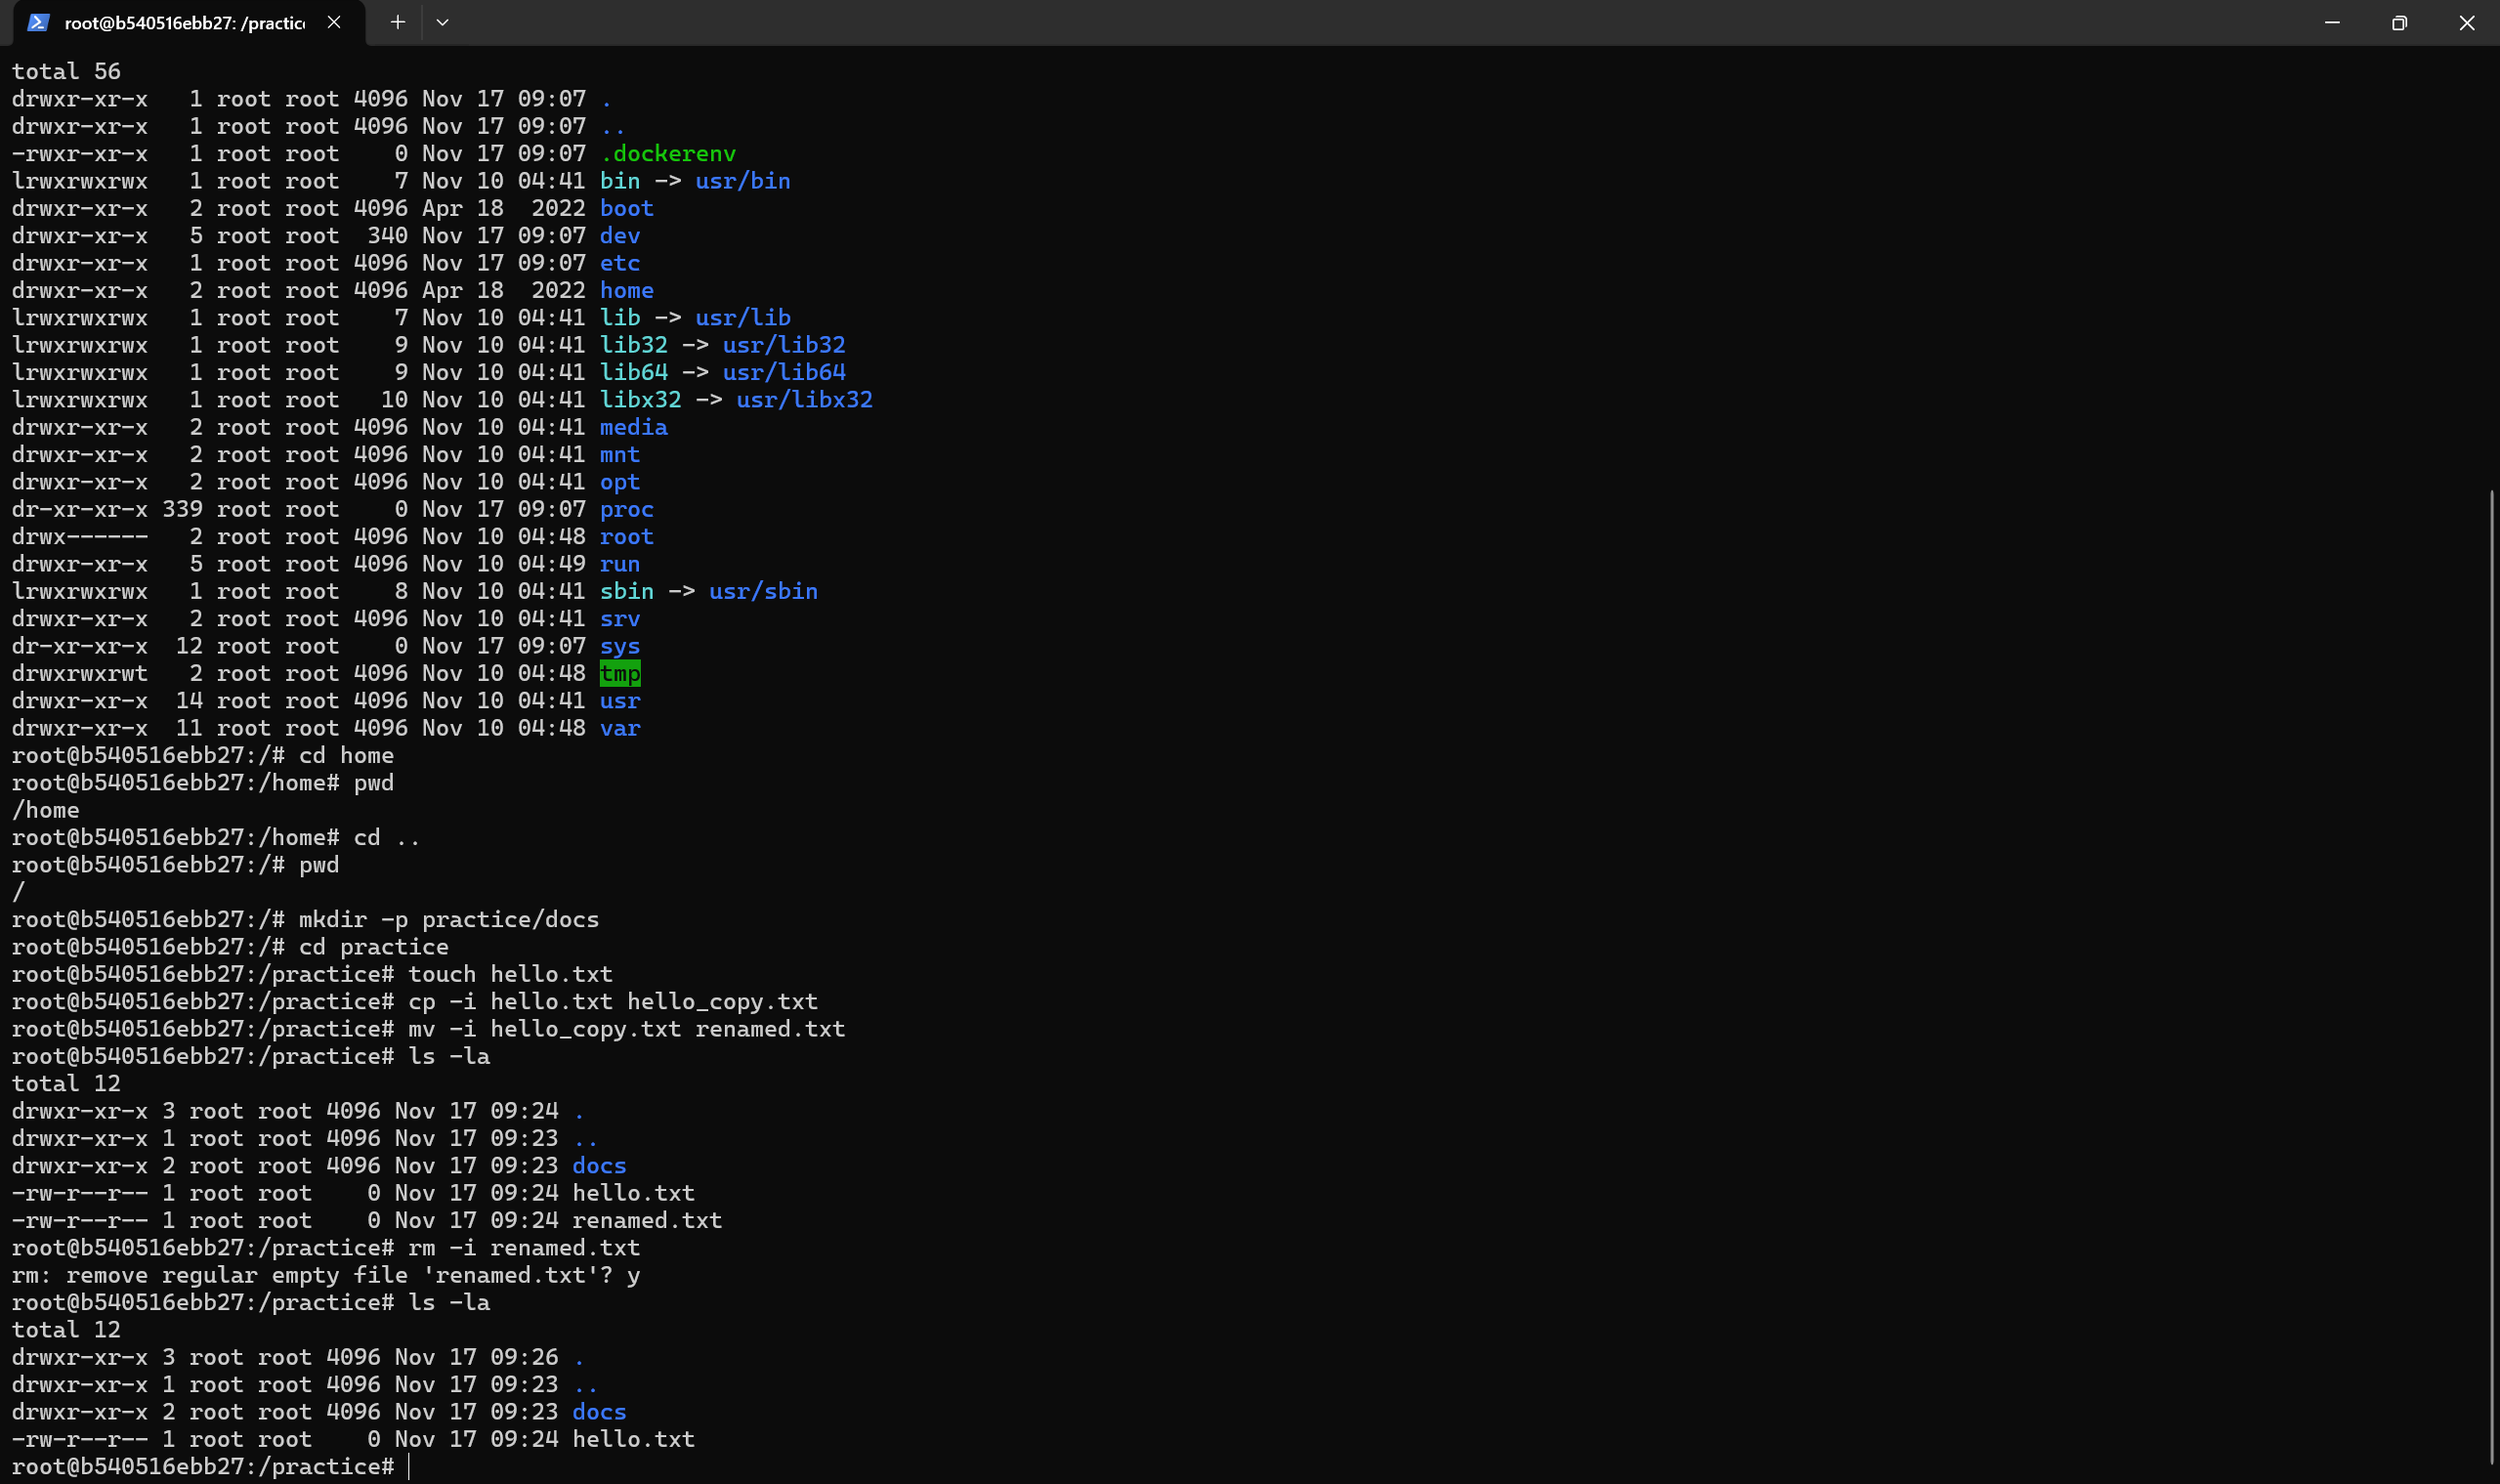 root@b540516ebb27: /practice
total 56
drwxr-xr-x   1 root root 4096 Nov 17 09:07 .
drwxr-xr-x   1 root root 4096 Nov 17 09:07 ..
-rwxr-xr-x   1 root root    0 Nov 17 09:07 .dockerenv
lrwxrwxrwx   1 root root    7 Nov 10 04:41 bin -> usr/bin
drwxr-xr-x   2 root root 4096 Apr 18  2022 boot
drwxr-xr-x   5 root root  340 Nov 17 09:07 dev
drwxr-xr-x   1 root root 4096 Nov 17 09:07 etc
drwxr-xr-x   2 root root 4096 Apr 18  2022 home
lrwxrwxrwx   1 root root    7 Nov 10 04:41 lib -> usr/lib
lrwxrwxrwx   1 root root    9 Nov 10 04:41 lib32 -> usr/lib32
lrwxrwxrwx   1 root root    9 Nov 10 04:41 lib64 -> usr/lib64
lrwxrwxrwx   1 root root   10 Nov 10 04:41 libx32 -> usr/libx32
drwxr-xr-x   2 root root 4096 Nov 10 04:41 media
drwxr-xr-x   2 root root 4096 Nov 10 04:41 mnt
drwxr-xr-x   2 root root 4096 Nov 10 04:41 opt
dr-xr-xr-x 339 root root    0 Nov 17 09:07 proc
drwx------   2 root root 4096 Nov 10 04:48 root
drwxr-xr-x   5 root root 4096 Nov 10 04:49 run
lrwxrwxrwx   1 root root    8 Nov 10 04:41 sbin -> usr/sbin
drwxr-xr-x   2 root root 4096 Nov 10 04:41 srv
dr-xr-xr-x  12 root root    0 Nov 17 09:07 sys
drwxrwxrwt   2 root root 4096 Nov 10 04:48 tmp
drwxr-xr-x  14 root root 4096 Nov 10 04:41 usr
drwxr-xr-x  11 root root 4096 Nov 10 04:48 var
root@b540516ebb27:/# cd home
root@b540516ebb27:/home# pwd
/home
root@b540516ebb27:/home# cd ..
root@b540516ebb27:/# pwd
/
root@b540516ebb27:/# mkdir -p practice/docs
root@b540516ebb27:/# cd practice
root@b540516ebb27:/practice# touch hello.txt
root@b540516ebb27:/practice# cp -i hello.txt hello_copy.txt
root@b540516ebb27:/practice# mv -i hello_copy.txt renamed.txt
root@b540516ebb27:/practice# ls -la
total 12
drwxr-xr-x 3 root root 4096 Nov 17 09:24 .
drwxr-xr-x 1 root root 4096 Nov 17 09:23 ..
drwxr-xr-x 2 root root 4096 Nov 17 09:23 docs
-rw-r--r-- 1 root root    0 Nov 17 09:24 hello.txt
-rw-r--r-- 1 root root    0 Nov 17 09:24 renamed.txt
root@b540516ebb27:/practice# rm -i renamed.txt
rm: remove regular empty file 'renamed.txt'? y
root@b540516ebb27:/practice# ls -la
total 12
drwxr-xr-x 3 root root 4096 Nov 17 09:26 .
drwxr-xr-x 1 root root 4096 Nov 17 09:23 ..
drwxr-xr-x 2 root root 4096 Nov 17 09:23 docs
-rw-r--r-- 1 root root    0 Nov 17 09:24 hello.txt
root@b540516ebb27:/practice#